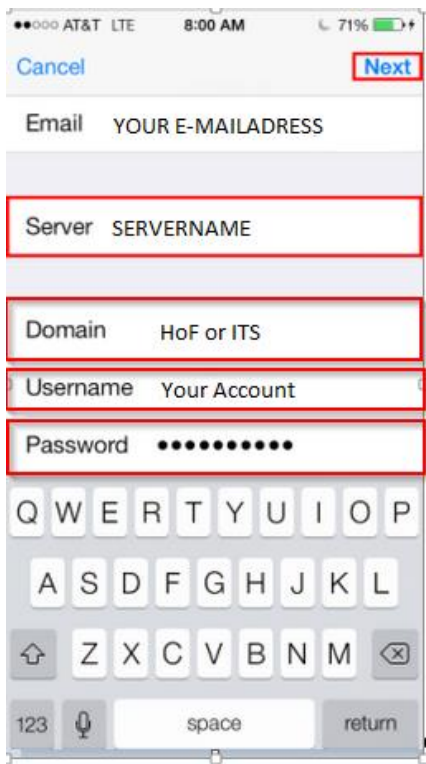 AT&T LTE 8:00 AM 71%
Cancel Next
Email YOUR E-MAILADRESS
Server SERVERNAME
Domain HoF or ITS
Username Your Account
Password ••••••••••
Q W E R T Y U I O P
A S D F G H J K L
Z X C V B N M
123 space return